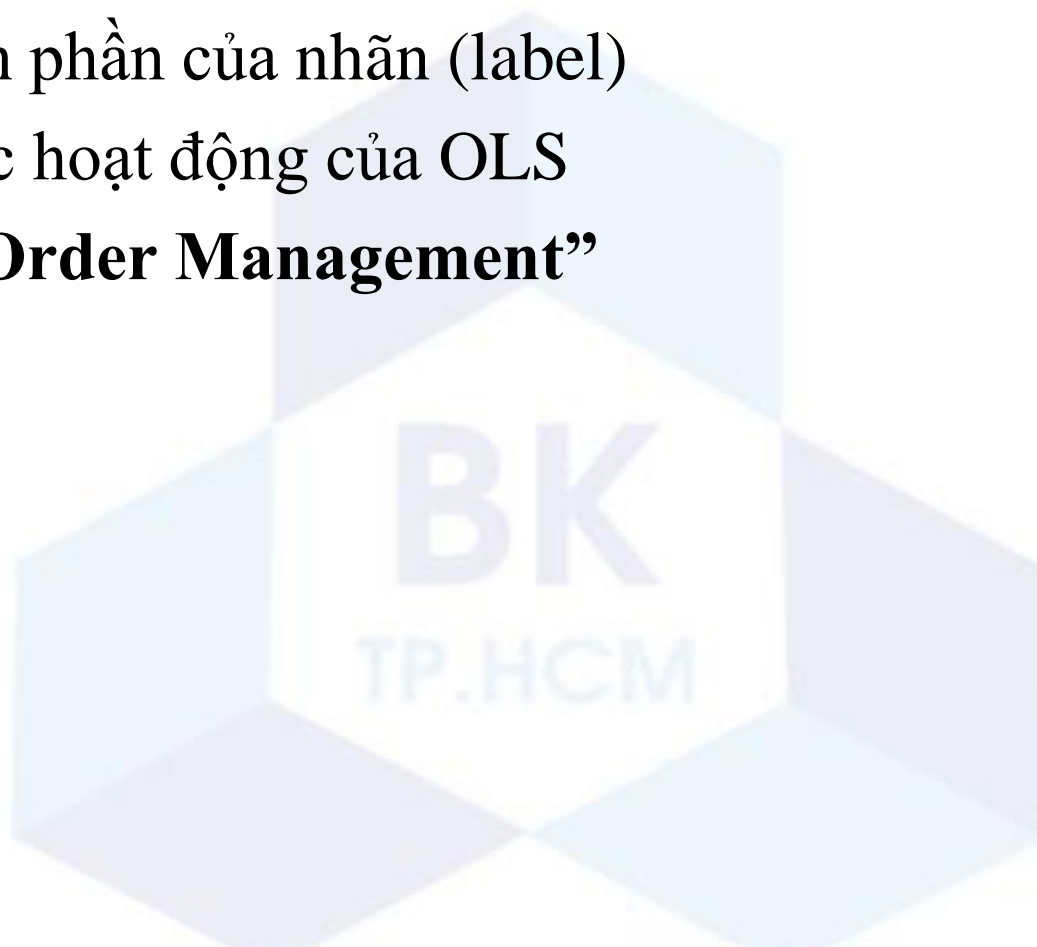 phần của nhãn (label)
hoạt động của OLS
Order Management”
BK
TP.HCM